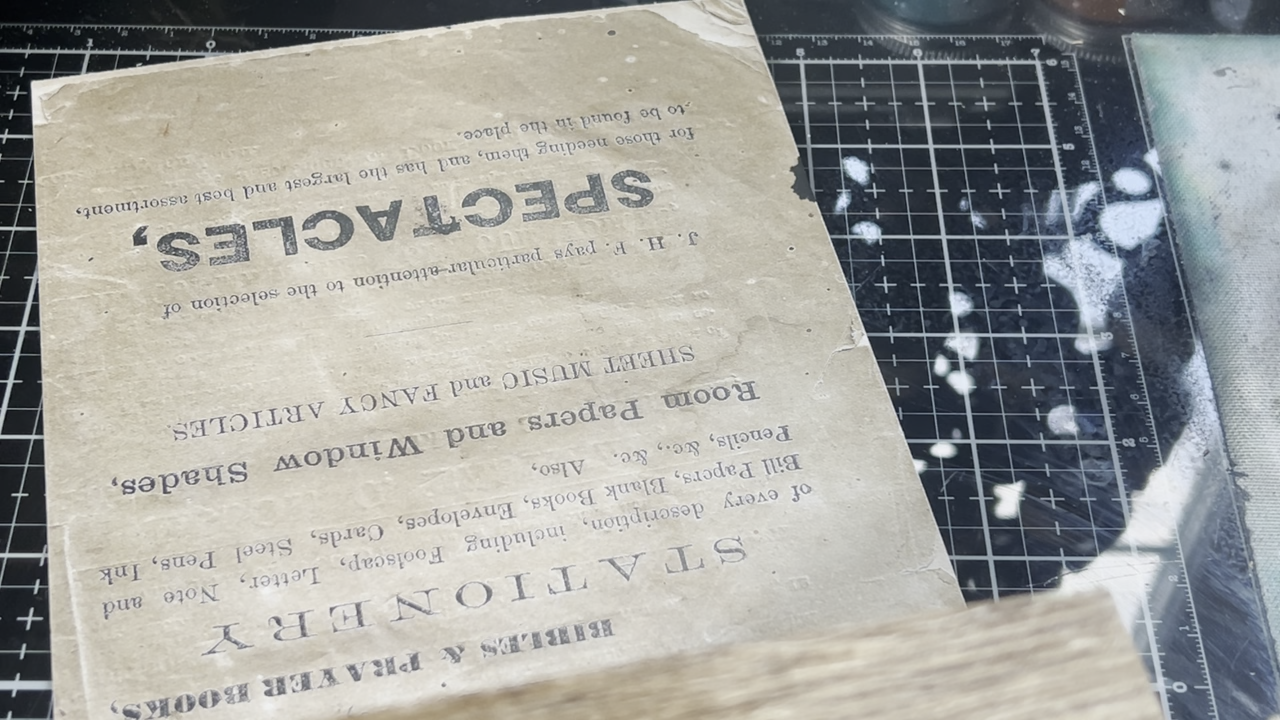 BIBLES & PRAYER BOOKS,
STATIONERY
of every description, including Foolscap, Letter, Note and
Bill Papers, Blank Books, Envelopes, Cards, Steel Pens, Ink
Pencils, &c., &c. Also,
Room Papers and Window Shades,
SHEET MUSIC and FANCY ARTICLES.
J. H. F. pays particular attention to the selection of
SPECTACLES,
for those needing them, and has the largest and best assortment,
to be found in the place.